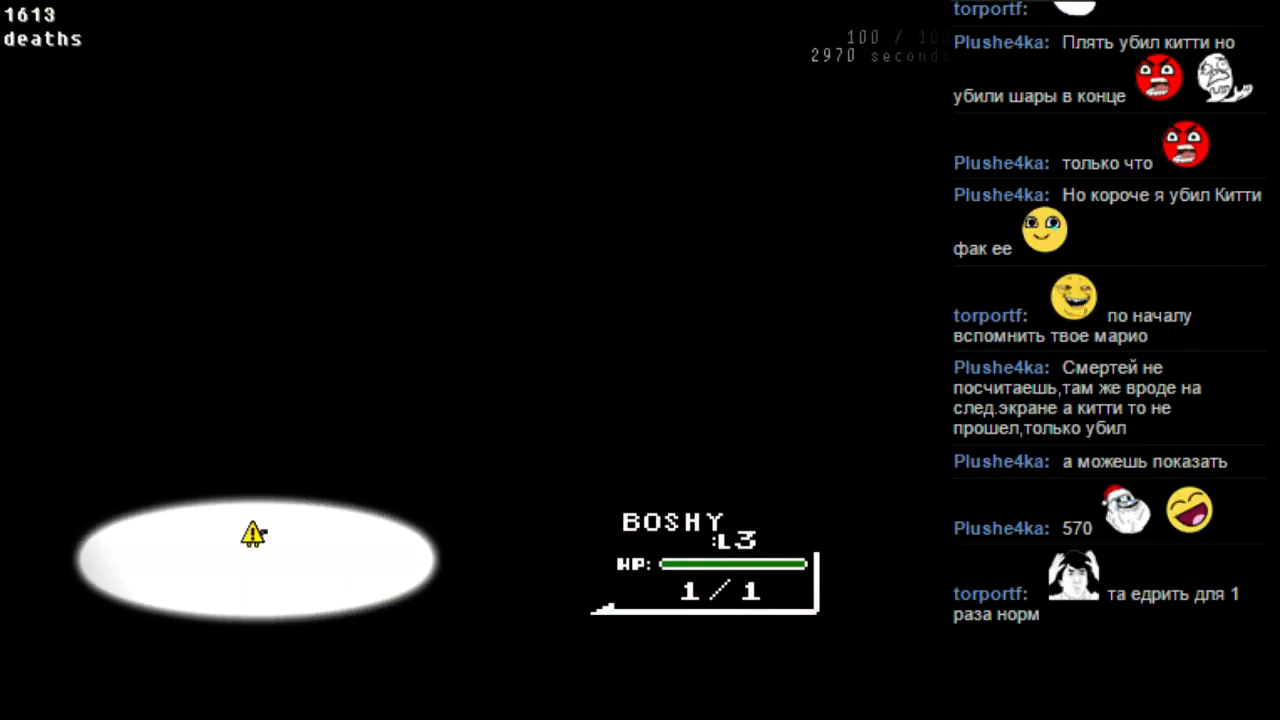 1613
deaths
100 / 100
2970 seconds
BOSHY
:L3
HP:
1 / 1
torportf:
Plushe4ka: Плять убил китти но
убили шары в конце
Plushe4ka: только что
Plushe4ka: Но короче я убил Китти
фак ее
torportf: по началу
вспомнить твое марио
Plushe4ka: Смертей не
посчитаешь,там же вроде на
след.экране а китти то не
прошел,только убил
Plushe4ka: а можешь показать
Plushe4ka: 570
torportf: та едрить для 1
раза норм